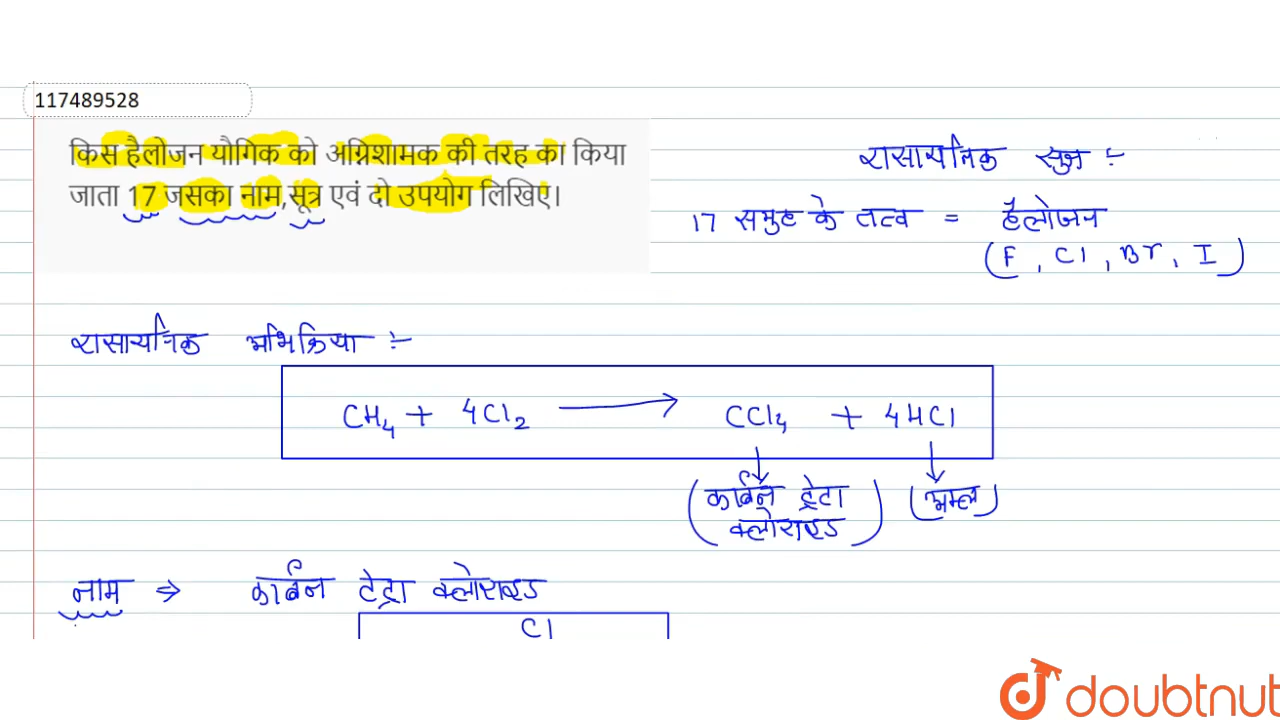 117489528
किस हैलोजन यौगिक को अग्निशामक की तरह का किया
जाता 17 जसका नाम,सूत्र एवं दो उपयोग लिखिए।
रासायनिक सुत्र :-
17 समुह के तत्व = हैलोजन
(F, Cl, Br, I)
रासायनिक अभिक्रिया :-
CH₄ + 4Cl₂ → CCl₄ + 4HCl
(कार्बन ट्रेटा क्लोराइड) (अम्ल)
नाम ⇒ कार्बन टेट्रा क्लोराइड
Cl
doubtnut